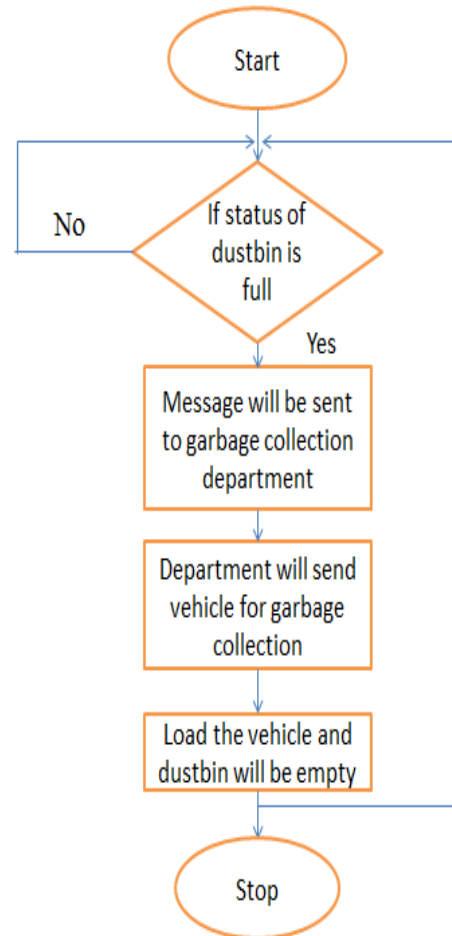 Start
If status of
dustbin is
full
No
Yes
Message will be sent
to garbage collection
department
Department will send
vehicle for garbage
collection
Load the vehicle and
dustbin will be empty
Stop